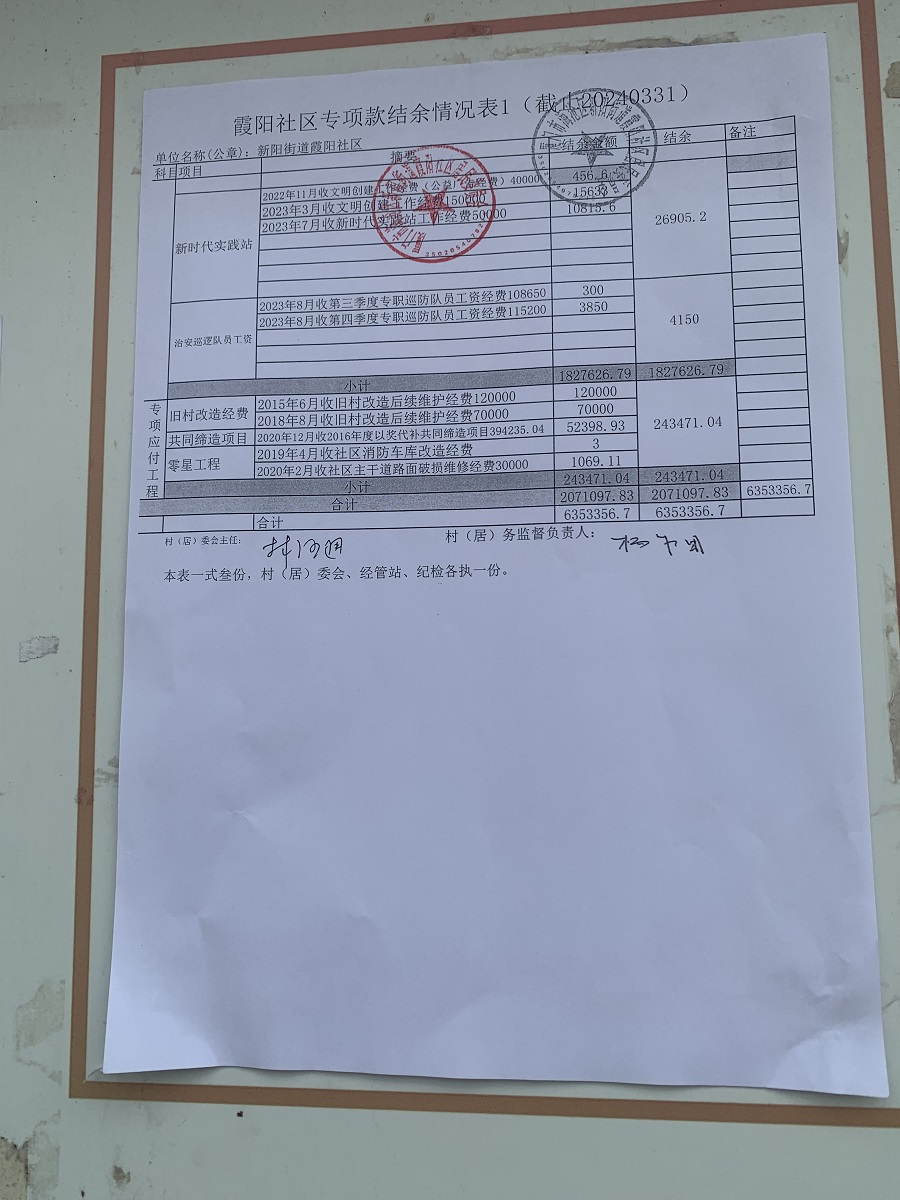 霞阳社区专项款结余情况表1（截止20240331）
单位名称(公章)：新阳街道霞阳社区
科目项目 摘要 结余金额 结余 备注
新时代实践站
2022年11月收文明创建工作经费（公益 经费）40000 456.6
2023年3月收文明创建工作经费150000 15633
2023年7月收新时代实践站工作经费50000 10815.6
26905.2
治安巡逻队员工资
2023年8月收第三季度专职巡防队员工资经费108650 300
2023年8月收第四季度专职巡防队员工资经费115200 3850
4150
小计 1827626.79 1827626.79
专项应付工程
旧村改造经费 2015年6月收旧村改造后续维护经费120000 120000
2018年8月收旧村改造后续维护经费70000 70000
共同缔造项目 2020年12月收2016年度以奖代补共同缔造项目394235.04 52398.93
243471.04
零星工程 2019年4月收社区消防车库改造经费 3
2020年2月收社区主干道路面破损维修经费30000 1069.11
小计 243471.04 243471.04
合计 2071097.83 2071097.83 6353356.7
合计 6353356.7 6353356.7
村（居）委会主任： 村（居）务监督负责人：
本表一式叁份，村（居）委会、经管站、纪检各执一份。